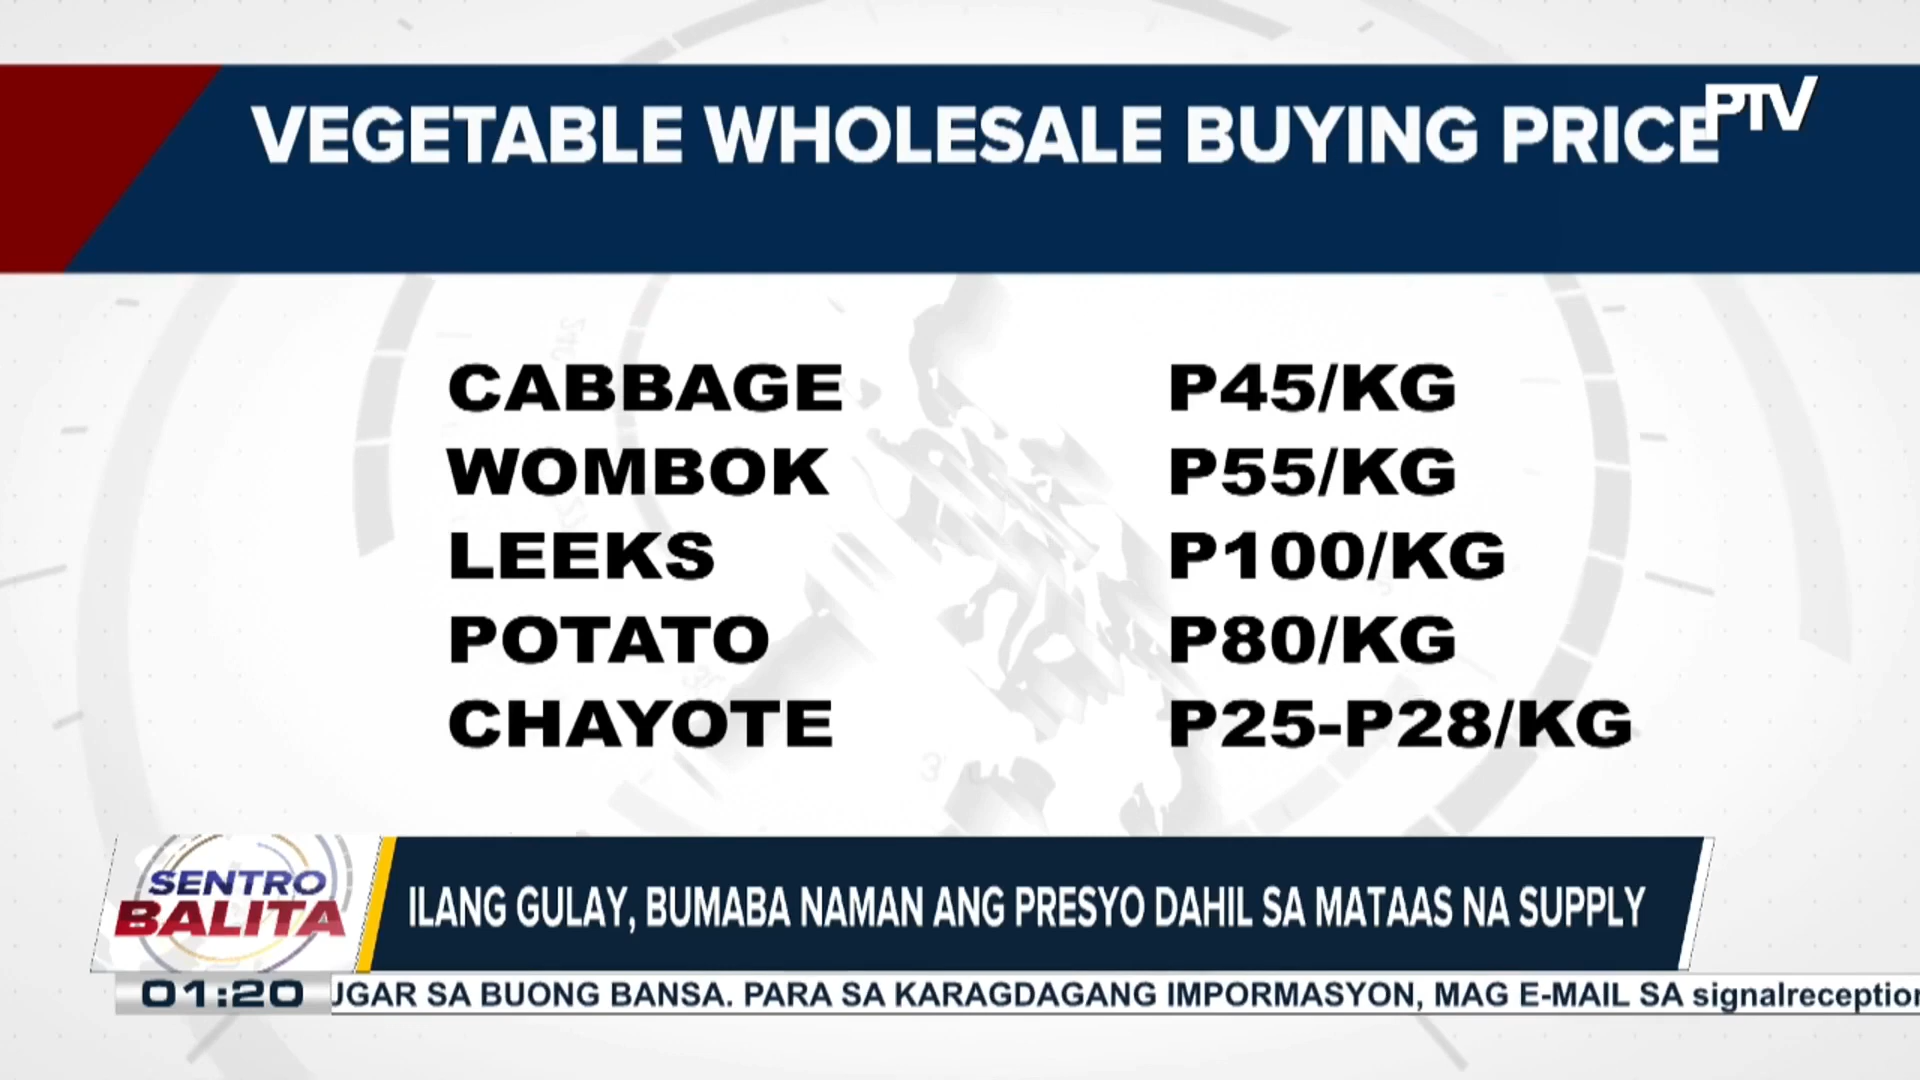 VEGETABLE WHOLESALE BUYING PRICE
PTV
CABBAGE P45/KG
WOMBOK P55/KG
LEEKS P100/KG
POTATO P80/KG
CHAYOTE P25-P28/KG
SENTRO
BALITA
ILANG GULAY, BUMABA NAMAN ANG PRESYO DAHIL SA MATAAS NA SUPPLY
01:20
SA BUONG BANSA. PARA SA KARAGDAGANG IMPORMASYON, MAG E-MAIL SA signalreception